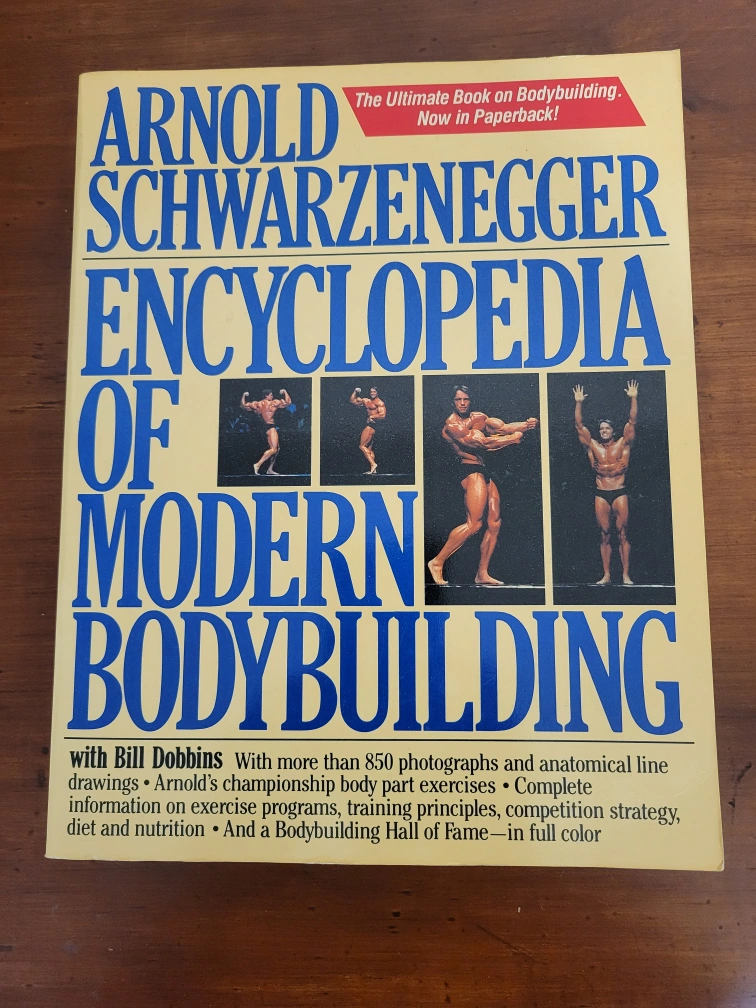 The Ultimate Book on Bodybuilding.
Now in Paperback!
ARNOLD
SCHWARZENEGGER
ENCYCLOPEDIA
OF
MODERN
BODYBUILDING
with Bill Dobbins With more than 850 photographs and anatomical line
drawings • Arnold's championship body part exercises • Complete
information on exercise programs, training principles, competition strategy,
diet and nutrition • And a Bodybuilding Hall of Fame—in full color